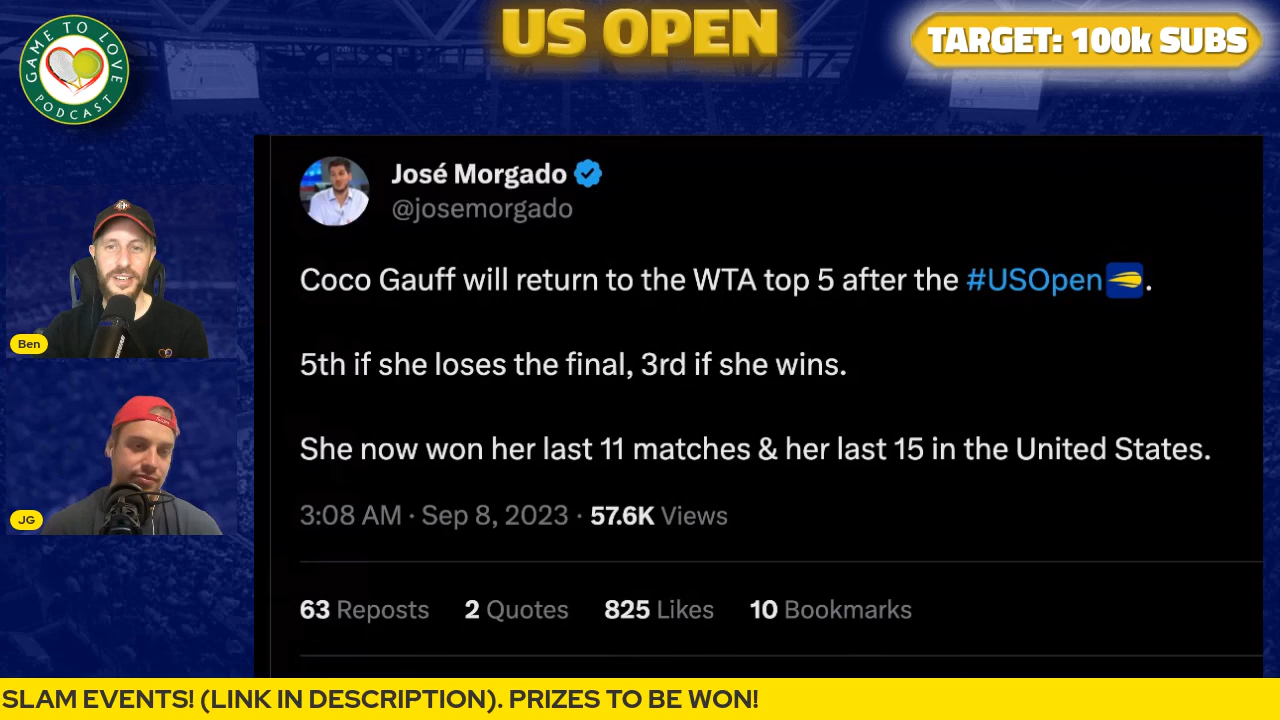 GAME TO LOVE
PODCAST
US OPEN
TARGET: 100k SUBS
José Morgado
@josemorgado
Coco Gauff will return to the WTA top 5 after the #USOpen.
5th if she loses the final, 3rd if she wins.
She now won her last 11 matches & her last 15 in the United States.
3:08 AM · Sep 8, 2023 · 57.6K Views
63 Reposts 2 Quotes 825 Likes 10 Bookmarks
Ben
JG
SLAM EVENTS! (LINK IN DESCRIPTION). PRIZES TO BE WON!